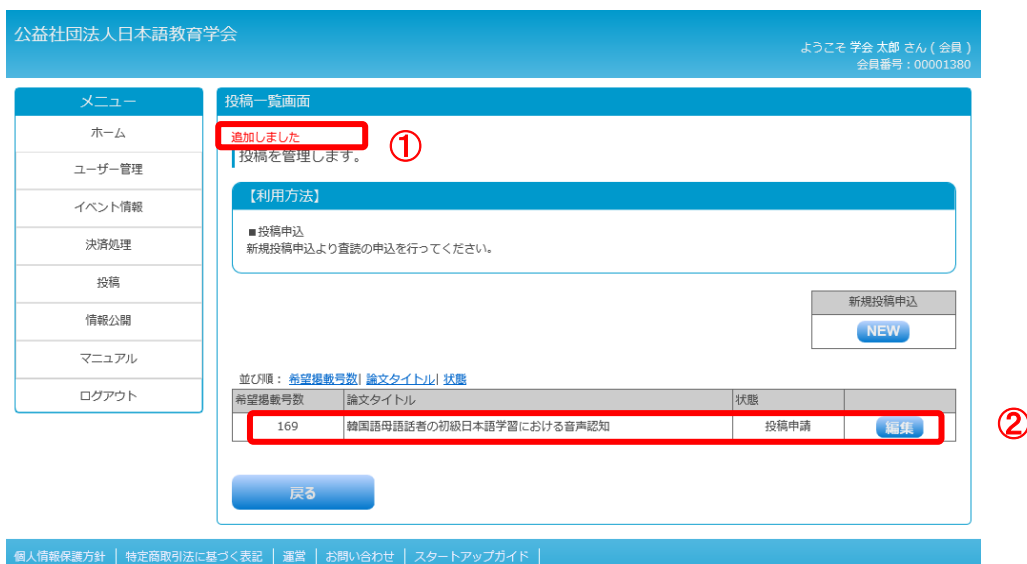 公益社団法人日本語教育学会
ようこそ 学会 太郎 さん ( 会員 )
会員番号 : 00001380
メニュー
ホーム
ユーザー管理
イベント情報
決済処理
投稿
情報公開
マニュアル
ログアウト
投稿一覧画面
追加しました
①
投稿を管理します。
【利用方法】
■投稿申込
新規投稿申込より査読の申込を行ってください。
新規投稿申込
NEW
並び順： 希望掲載号数| 論文タイトル| 状態
希望掲載号数 論文タイトル 状態
169 韓国語母語話者の初級日本語学習における音声認知 投稿申請 編集
②
戻る
個人情報保護方針 | 特定商取引法に基づく表記 | 運営 | お問い合わせ | スタートアップガイド |